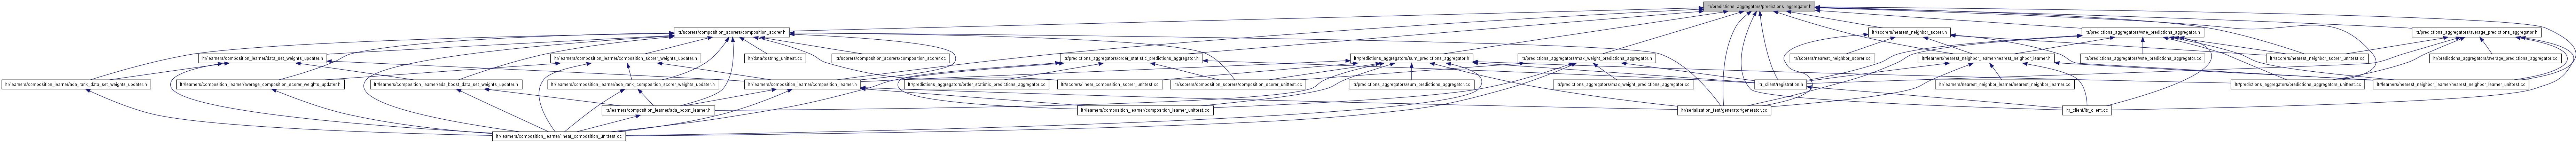 ltr/predictions_aggregators/predictions_aggregator.h
ltr/scorers/composition_scorers/composition_scorer.h
ltr/scorers/nearest_neighbor_scorer.h
ltr/predictions_aggregators/vote_predictions_aggregator.h
ltr/predictions_aggregators/average_predictions_aggregator.h
ltr/learners/composition_learner/data_set_weights_updater.h
ltr/learners/composition_learner/composition_scorer_weights_updater.h
ltr/data/testing_unittest.cc
ltr/scorers/composition_scorers/composition_scorer.cc
ltr/predictions_aggregators/order_statistic_predictions_aggregator.h
ltr/predictions_aggregators/sum_predictions_aggregator.h
ltr/predictions_aggregators/max_weight_predictions_aggregator.h
ltr/scorers/nearest_neighbor_scorer.cc
ltr/learners/nearest_neighbor_learner/nearest_neighbor_learner.h
ltr/predictions_aggregators/vote_predictions_aggregator.cc
ltr/scorers/nearest_neighbor_scorer_unittest.cc
ltr/predictions_aggregators/average_predictions_aggregator.cc
ltr/learners/composition_learner/ada_rank_data_set_weights_updater.h
ltr/learners/composition_learner/average_composition_scorer_weights_updater.h
ltr/learners/composition_learner/ada_boost_data_set_weights_updater.h
ltr/learners/composition_learner/ada_rank_composition_scorer_weights_updater.h
ltr/learners/composition_learner/composition_learner.h
ltr/predictions_aggregators/order_statistic_predictions_aggregator.cc
ltr/scorers/linear_composition_scorer_unittest.cc
ltr/scorers/composition_scorers/composition_scorer_unittest.cc
ltr/predictions_aggregators/sum_predictions_aggregator.cc
ltr/predictions_aggregators/max_weight_predictions_aggregator.cc
ltr_client/registration.h
ltr/learners/nearest_neighbor_learner/nearest_neighbor_learner.cc
ltr/predictions_aggregators/predictions_aggregators_unittest.cc
ltr/learners/nearest_neighbor_learner/nearest_neighbor_learner_unittest.cc
ltr/learners/composition_learner/ada_boost_learner.h
ltr/learners/composition_learner/composition_learner_unittest.cc
ltr/serialization_test/generator/generator.cc
ltr_client/ltr_client.cc
ltr/learners/composition_learner/linear_composition_unittest.cc